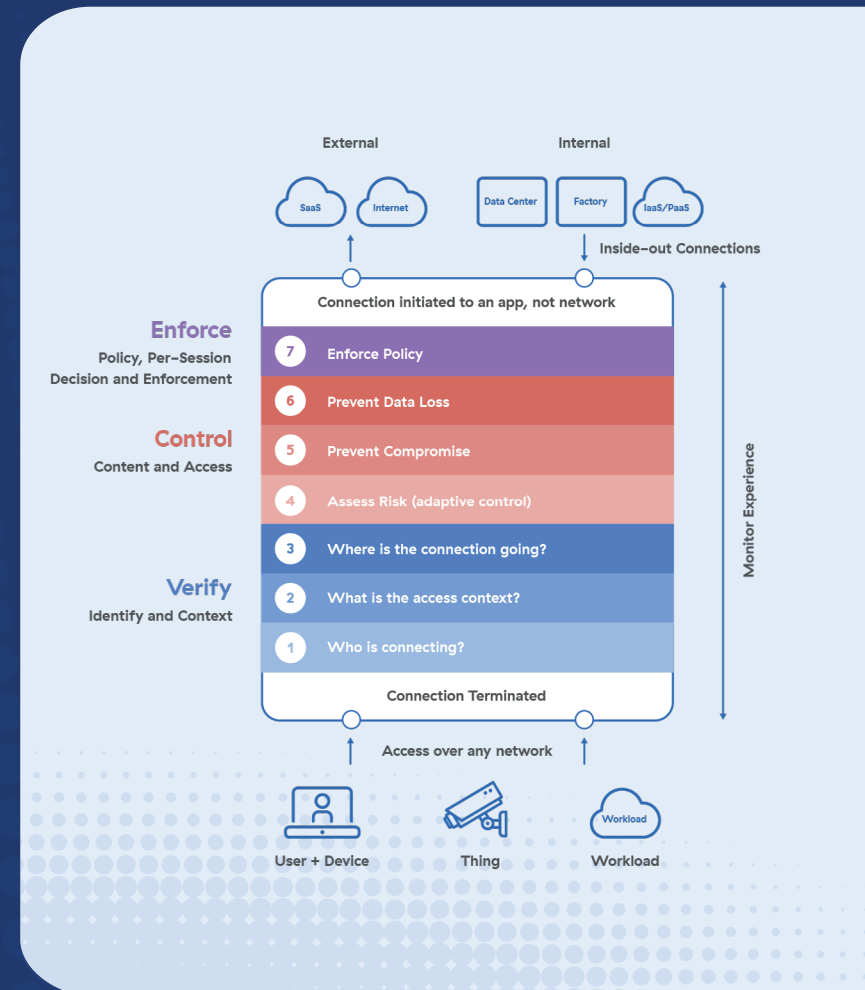 External
Internal
SaaS
Internet
Data Center
Factory
IaaS/PaaS
Inside-out Connections
Connection initiated to an app, not network
Enforce
Policy, Per-Session
Decision and Enforcement
7
Enforce Policy
6
Prevent Data Loss
Control
Content and Access
5
Prevent Compromise
4
Assess Risk (adaptive control)
3
Where is the connection going?
Verify
Identify and Context
2
What is the access context?
1
Who is connecting?
Connection Terminated
Monitor Experience
Access over any network
Workload
User + Device
Thing
Workload